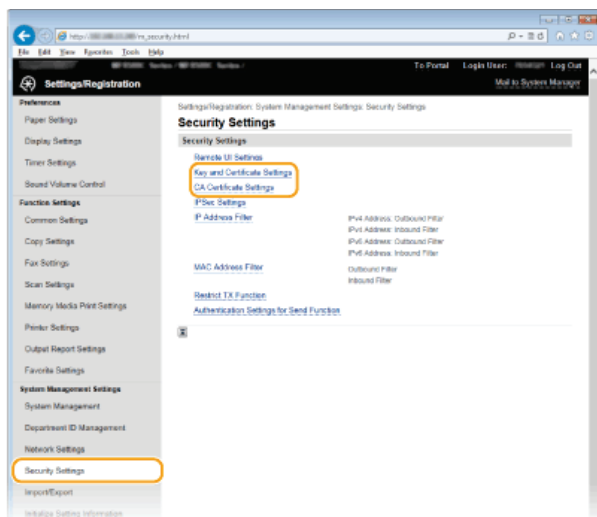 http://
m_security.html
File Edit View Favorites Tools Help
To Portal Login User: Log Out
Settings/Registration
Mail to System Manager
Preferences
Paper Settings
Display Settings
Timer Settings
Sound Volume Control
Function Settings
Common Settings
Copy Settings
Fax Settings
Scan Settings
Memory Media Print Settings
Printer Settings
Output Report Settings
Favorite Settings
System Management Settings
System Management
Department ID Management
Network Settings
Security Settings
Import/Export
Initialize Setting Information
Settings/Registration: System Management Settings: Security Settings
Security Settings
Security Settings
Remote UI Settings
Key and Certificate Settings
CA Certificate Settings
IPSec Settings
IP Address Filter
IPv4 Address: Outbound Filter
IPv4 Address: Inbound Filter
IPv6 Address: Outbound Filter
IPv6 Address: Inbound Filter
MAC Address Filter
Outbound Filter
Inbound Filter
Restrict TX Function
Authentication Settings for Send Function